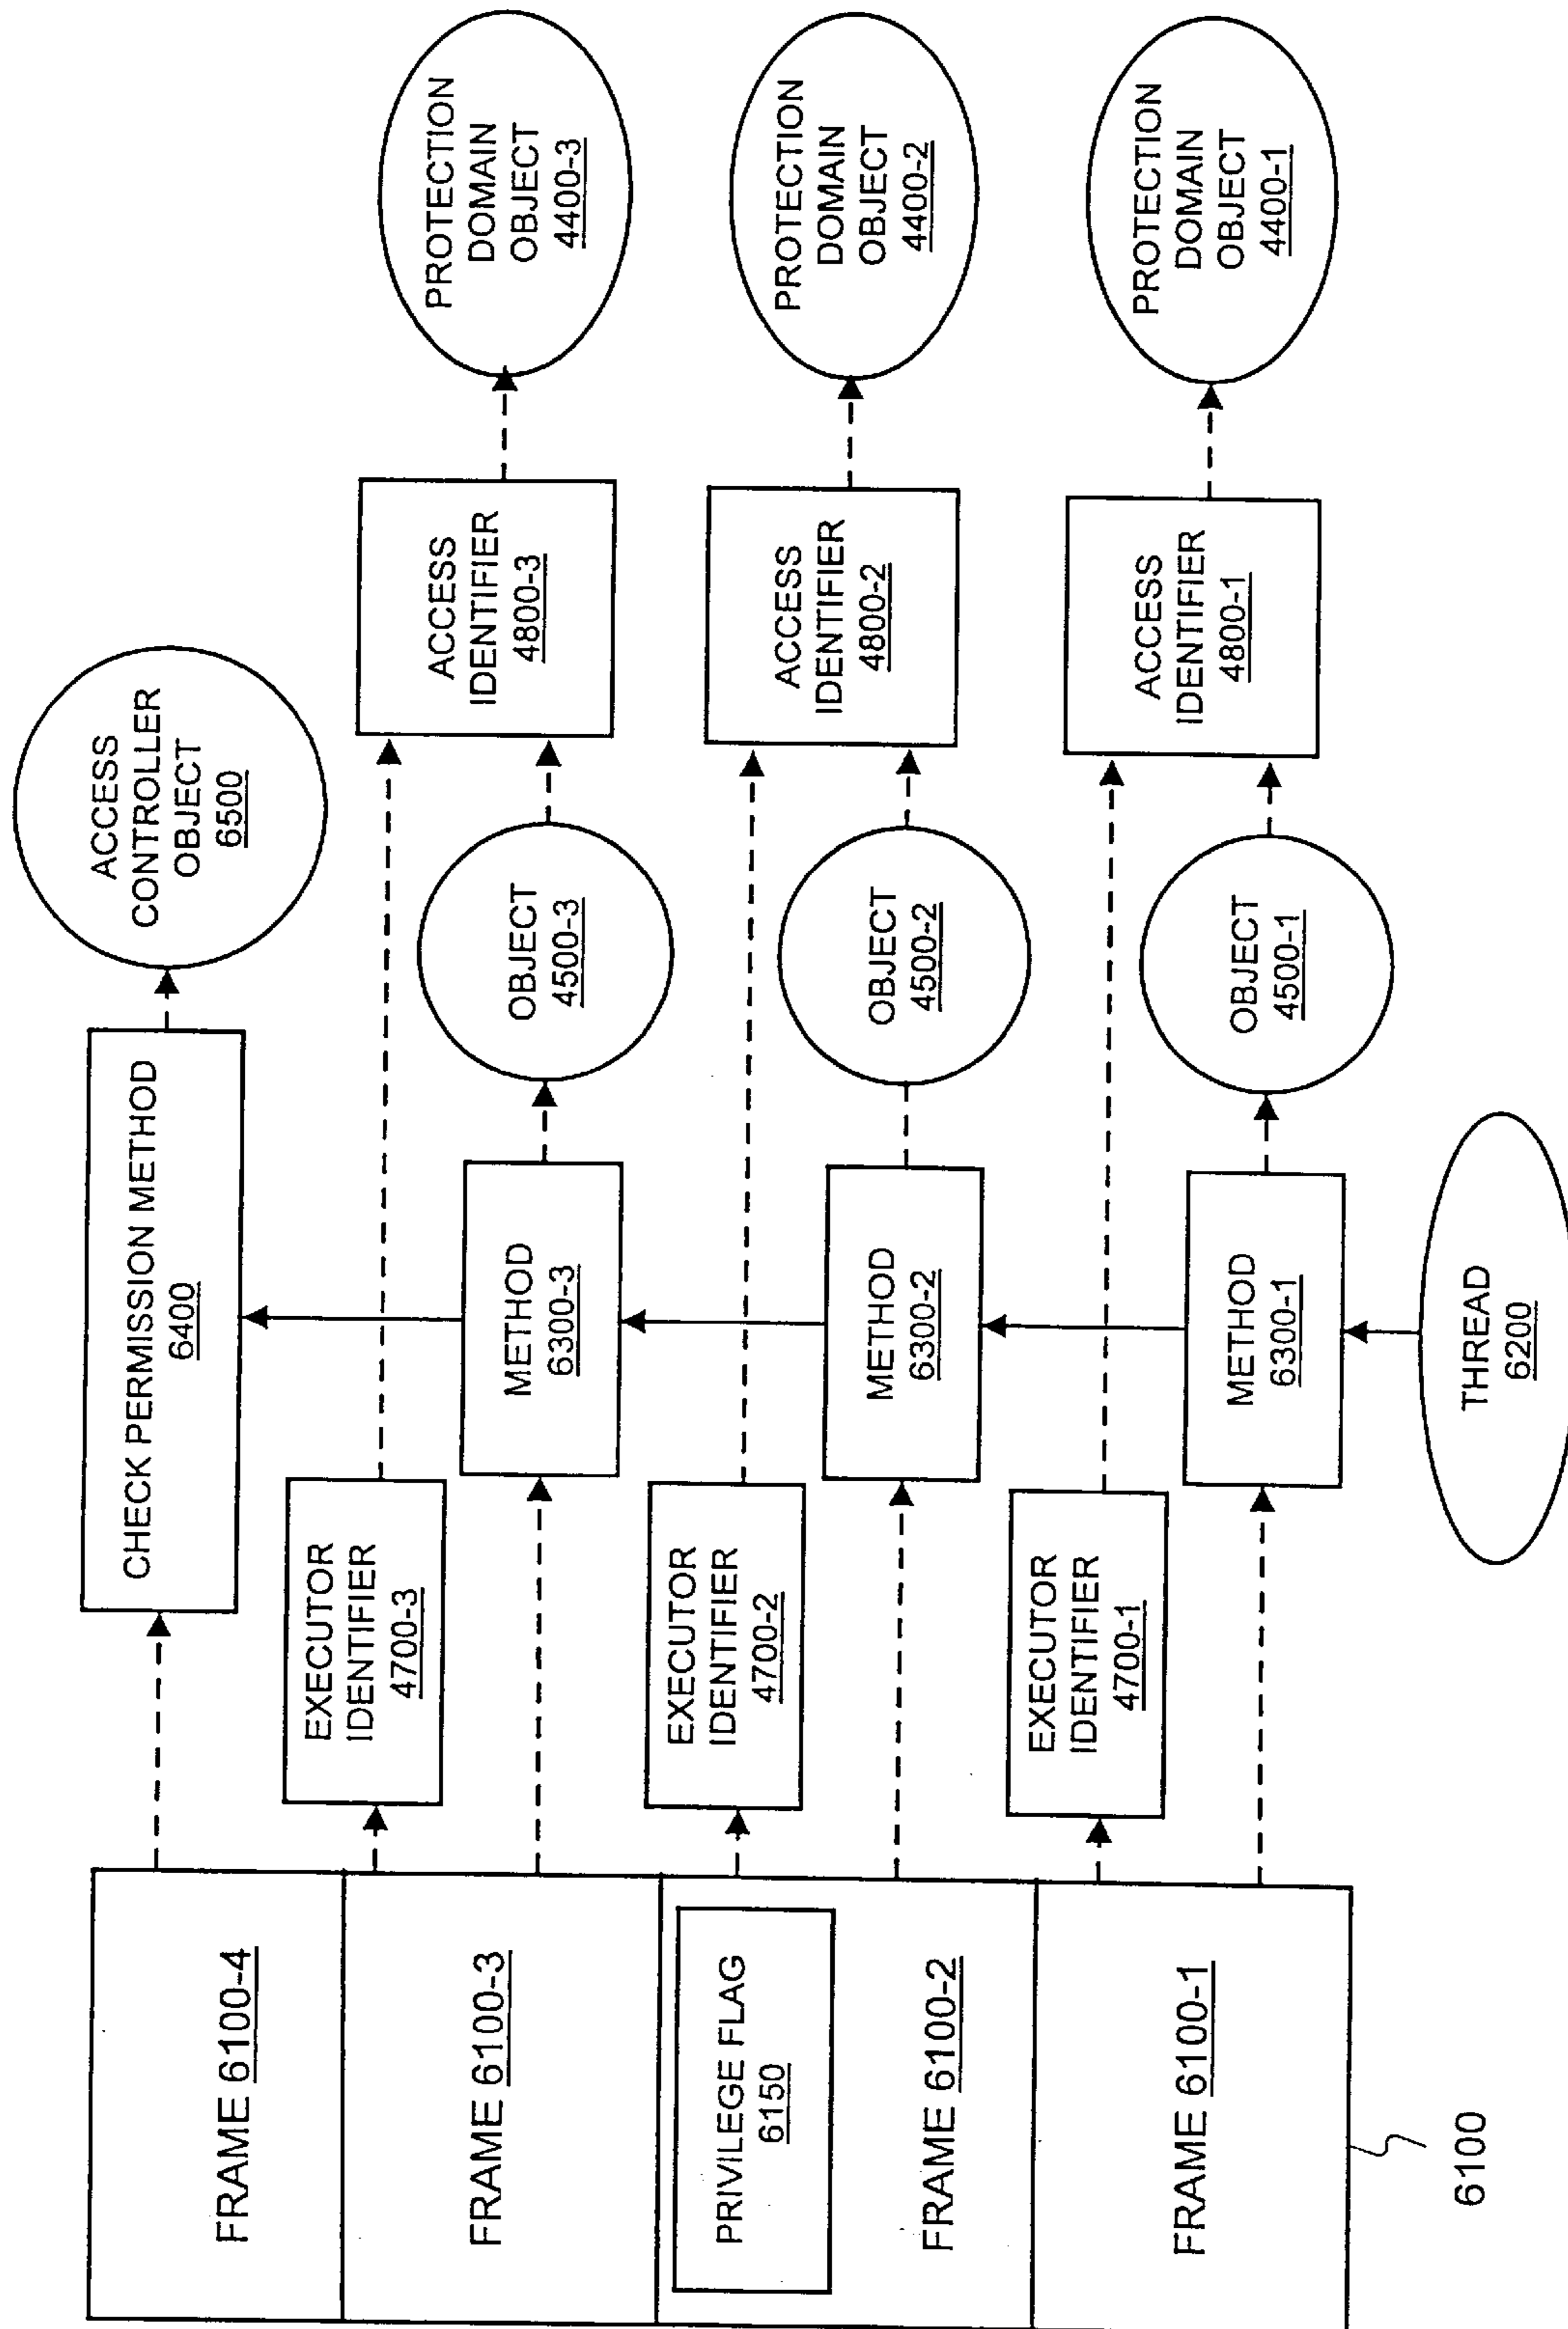 FRAME 6100-4
FRAME 6100-3
PRIVILEGE FLAG
6150
FRAME 6100-2
FRAME 6100-1
6100
CHECK PERMISSION METHOD
6400
EXECUTOR
IDENTIFIER
4700-3
METHOD
6300-3
EXECUTOR
IDENTIFIER
4700-2
METHOD
6300-2
EXECUTOR
IDENTIFIER
4700-1
METHOD
6300-1
THREAD
6200
ACCESS
CONTROLLER
OBJECT
6500
OBJECT
4500-3
OBJECT
4500-2
OBJECT
4500-1
ACCESS
IDENTIFIER
4800-3
ACCESS
IDENTIFIER
4800-2
ACCESS
IDENTIFIER
4800-1
PROTECTION
DOMAIN
OBJECT
4400-3
PROTECTION
DOMAIN
OBJECT
4400-2
PROTECTION
DOMAIN
OBJECT
4400-1